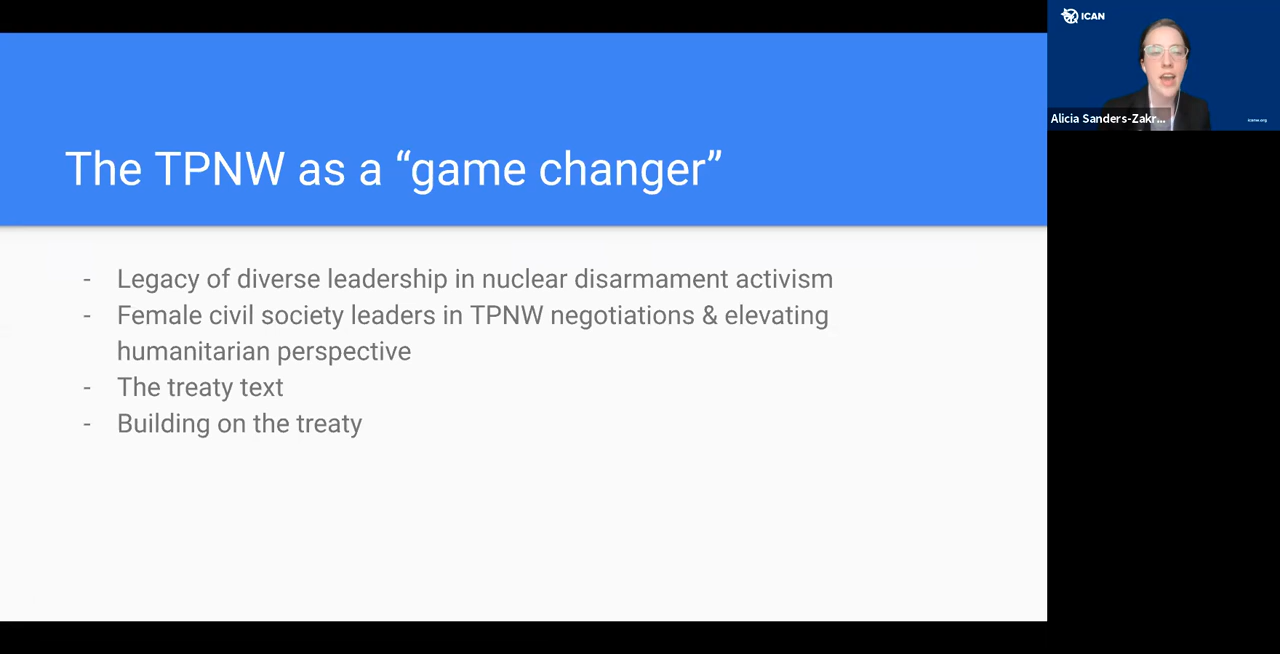 The TPNW as a “game changer”
- Legacy of diverse leadership in nuclear disarmament activism
- Female civil society leaders in TPNW negotiations & elevating
humanitarian perspective
- The treaty text
- Building on the treaty
ICAN
Alicia Sanders-Zakr...